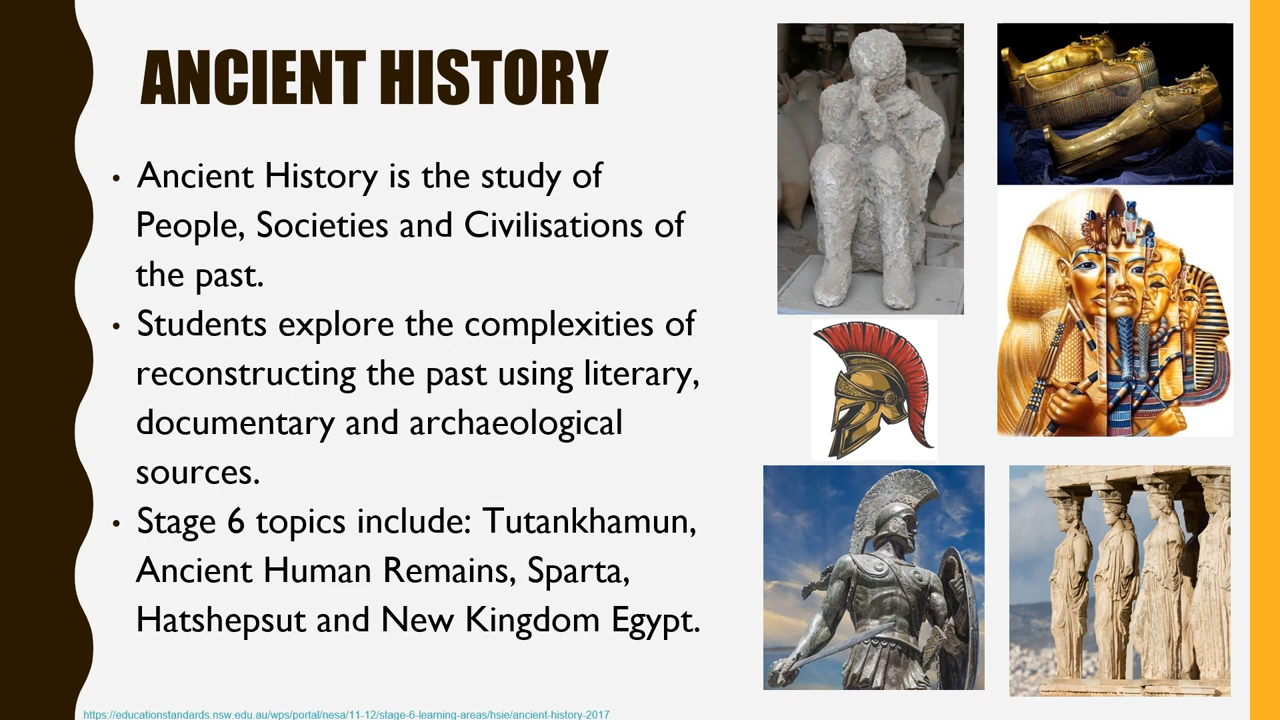 ANCIENT HISTORY
• Ancient History is the study of
People, Societies and Civilisations of
the past.
• Students explore the complexities of
reconstructing the past using literary,
documentary and archaeological
sources.
• Stage 6 topics include: Tutankhamun,
Ancient Human Remains, Sparta,
Hatshepsut and New Kingdom Egypt.
https://educationstandards.nsw.edu.au/wps/portal/nesa/11-12/stage-6-learning-areas/hsie/ancient-history-2017